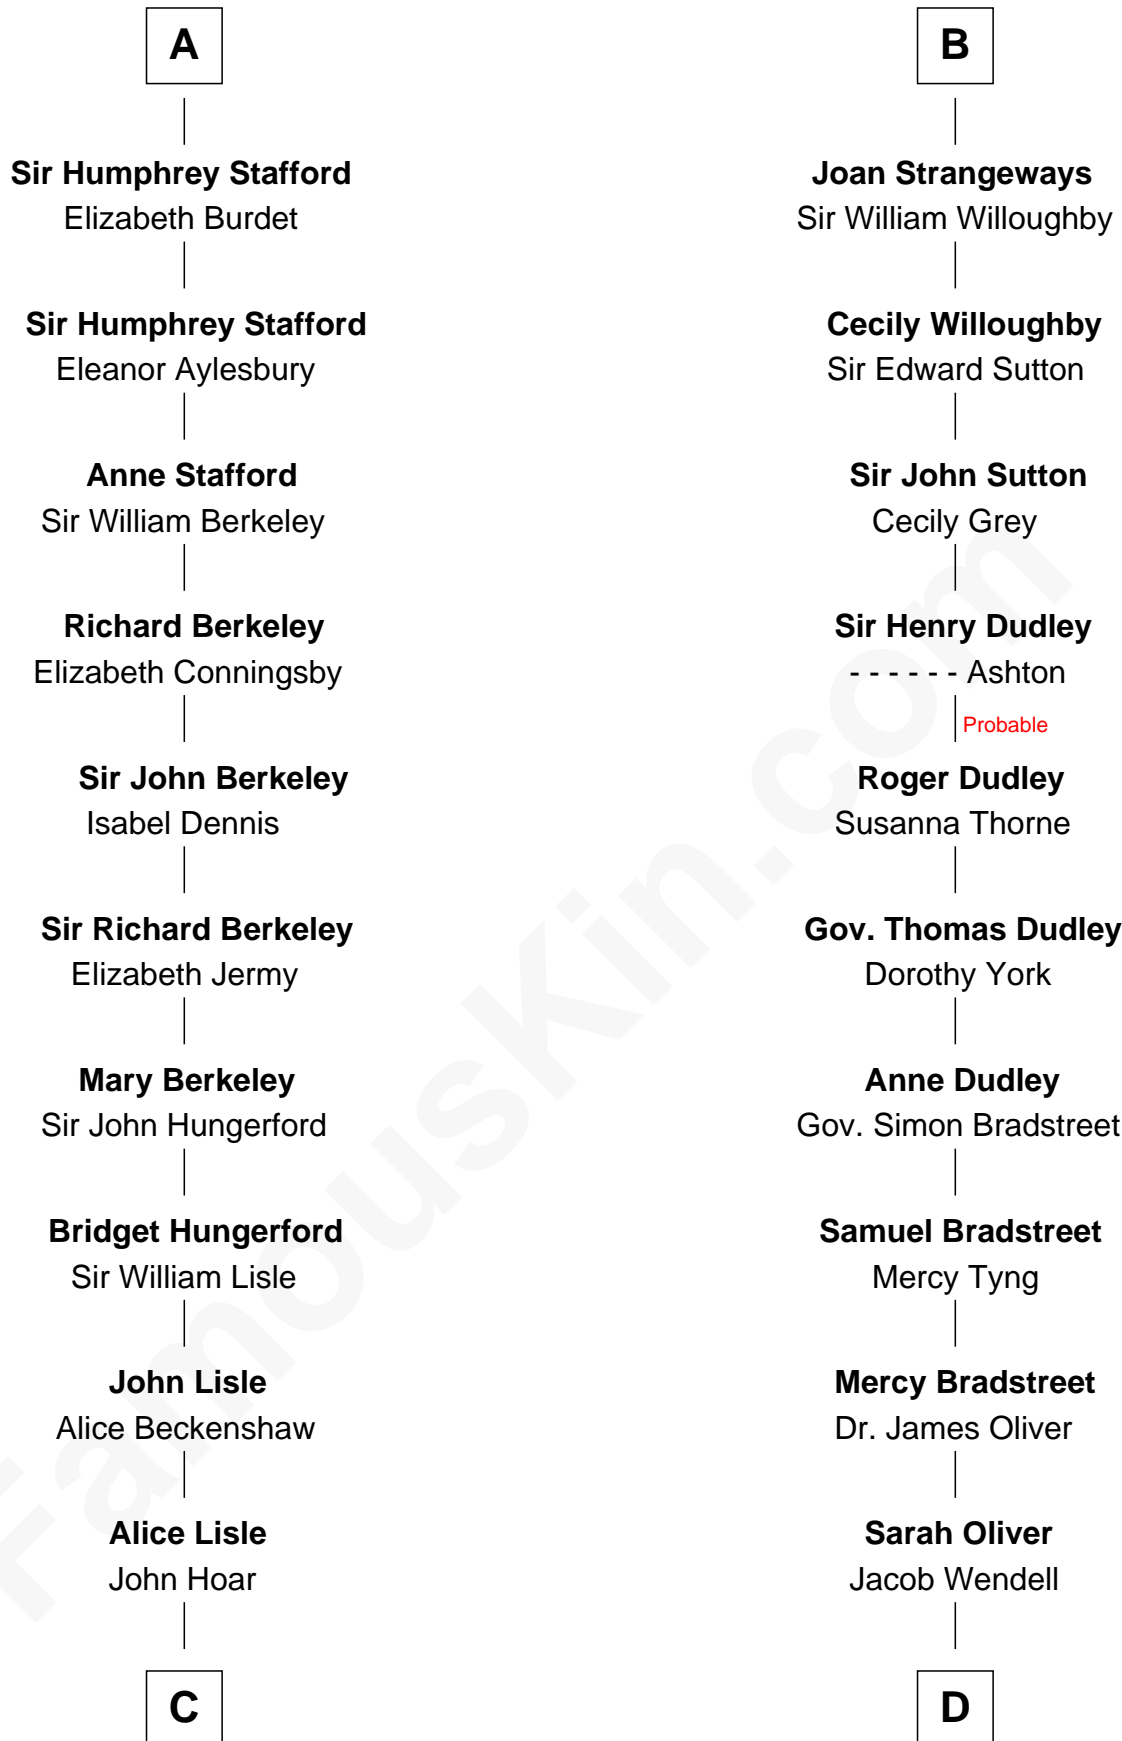 A
Sir Humphrey Stafford
Elizabeth Burdet
Sir Humphrey Stafford
Eleanor Aylesbury
Anne Stafford
Sir William Berkeley
Richard Berkeley
Elizabeth Conningsby
Sir John Berkeley
Isabel Dennis
Sir Richard Berkeley
Elizabeth Jermy
Mary Berkeley
Sir John Hungerford
Bridget Hungerford
Sir William Lisle
John Lisle
Alice Beckenshaw
Alice Lisle
John Hoar
C
B
Joan Strangeways
Sir William Willoughby
Cecily Willoughby
Sir Edward Sutton
Sir John Sutton
Cecily Grey
Sir Henry Dudley
- - - - - - Ashton
Probable
Roger Dudley
Susanna Thorne
Gov. Thomas Dudley
Dorothy York
Anne Dudley
Gov. Simon Bradstreet
Samuel Bradstreet
Mercy Tyng
Mercy Bradstreet
Dr. James Oliver
Sarah Oliver
Jacob Wendell
D
FamousKin.com